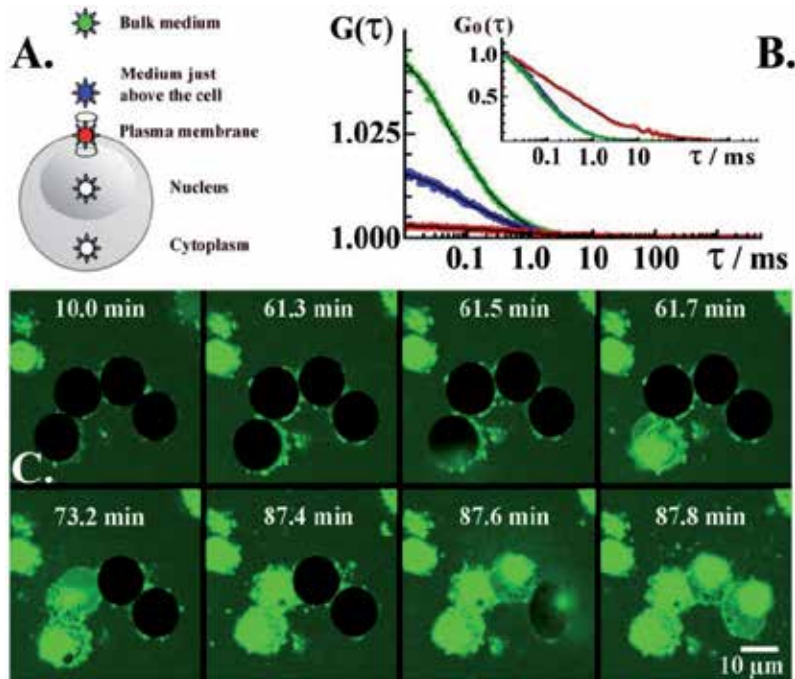 A.
Bulk medium
Medium just
above the cell
Plasma membrane
Nucleus
Cytoplasm
B.
G(τ)
1.025
1.000
0.1 1.0 10 100 τ / ms
G₀(τ)
1.0
0.5
0.1 1.0 10 τ / ms
C.
10.0 min 61.3 min 61.5 min 61.7 min
73.2 min 87.4 min 87.6 min 87.8 min
10 μm